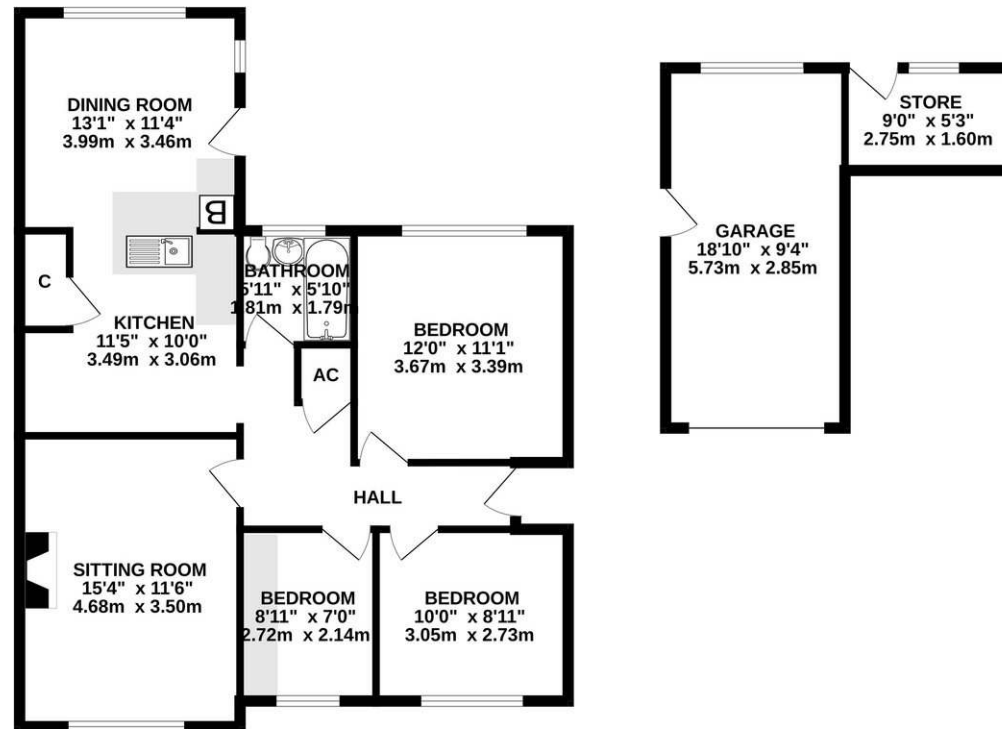 DINING ROOM
13'1" x 11'4"
3.99m x 3.46m
B
C
KITCHEN
11'5" x 10'0"
3.49m x 3.06m
BATHROOM
5'11" x 5'10"
1.81m x 1.79m
AC
BEDROOM
12'0" x 11'1"
3.67m x 3.39m
HALL
SITTING ROOM
15'4" x 11'6"
4.68m x 3.50m
BEDROOM
8'11" x 7'0"
2.72m x 2.14m
BEDROOM
10'0" x 8'11"
3.05m x 2.73m
STORE
9'0" x 5'3"
2.75m x 1.60m
GARAGE
18'10" x 9'4"
5.73m x 2.85m